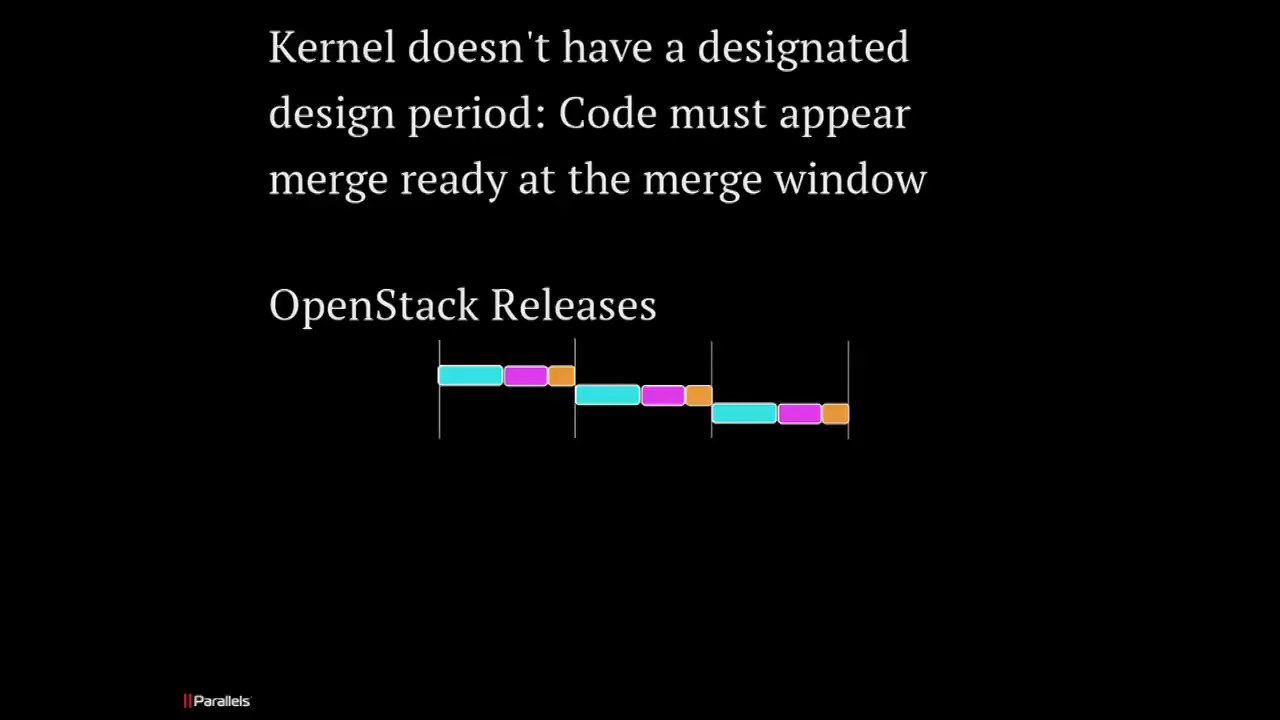 Kernel doesn't have a designated
design period: Code must appear
merge ready at the merge window
OpenStack Releases
Parallels